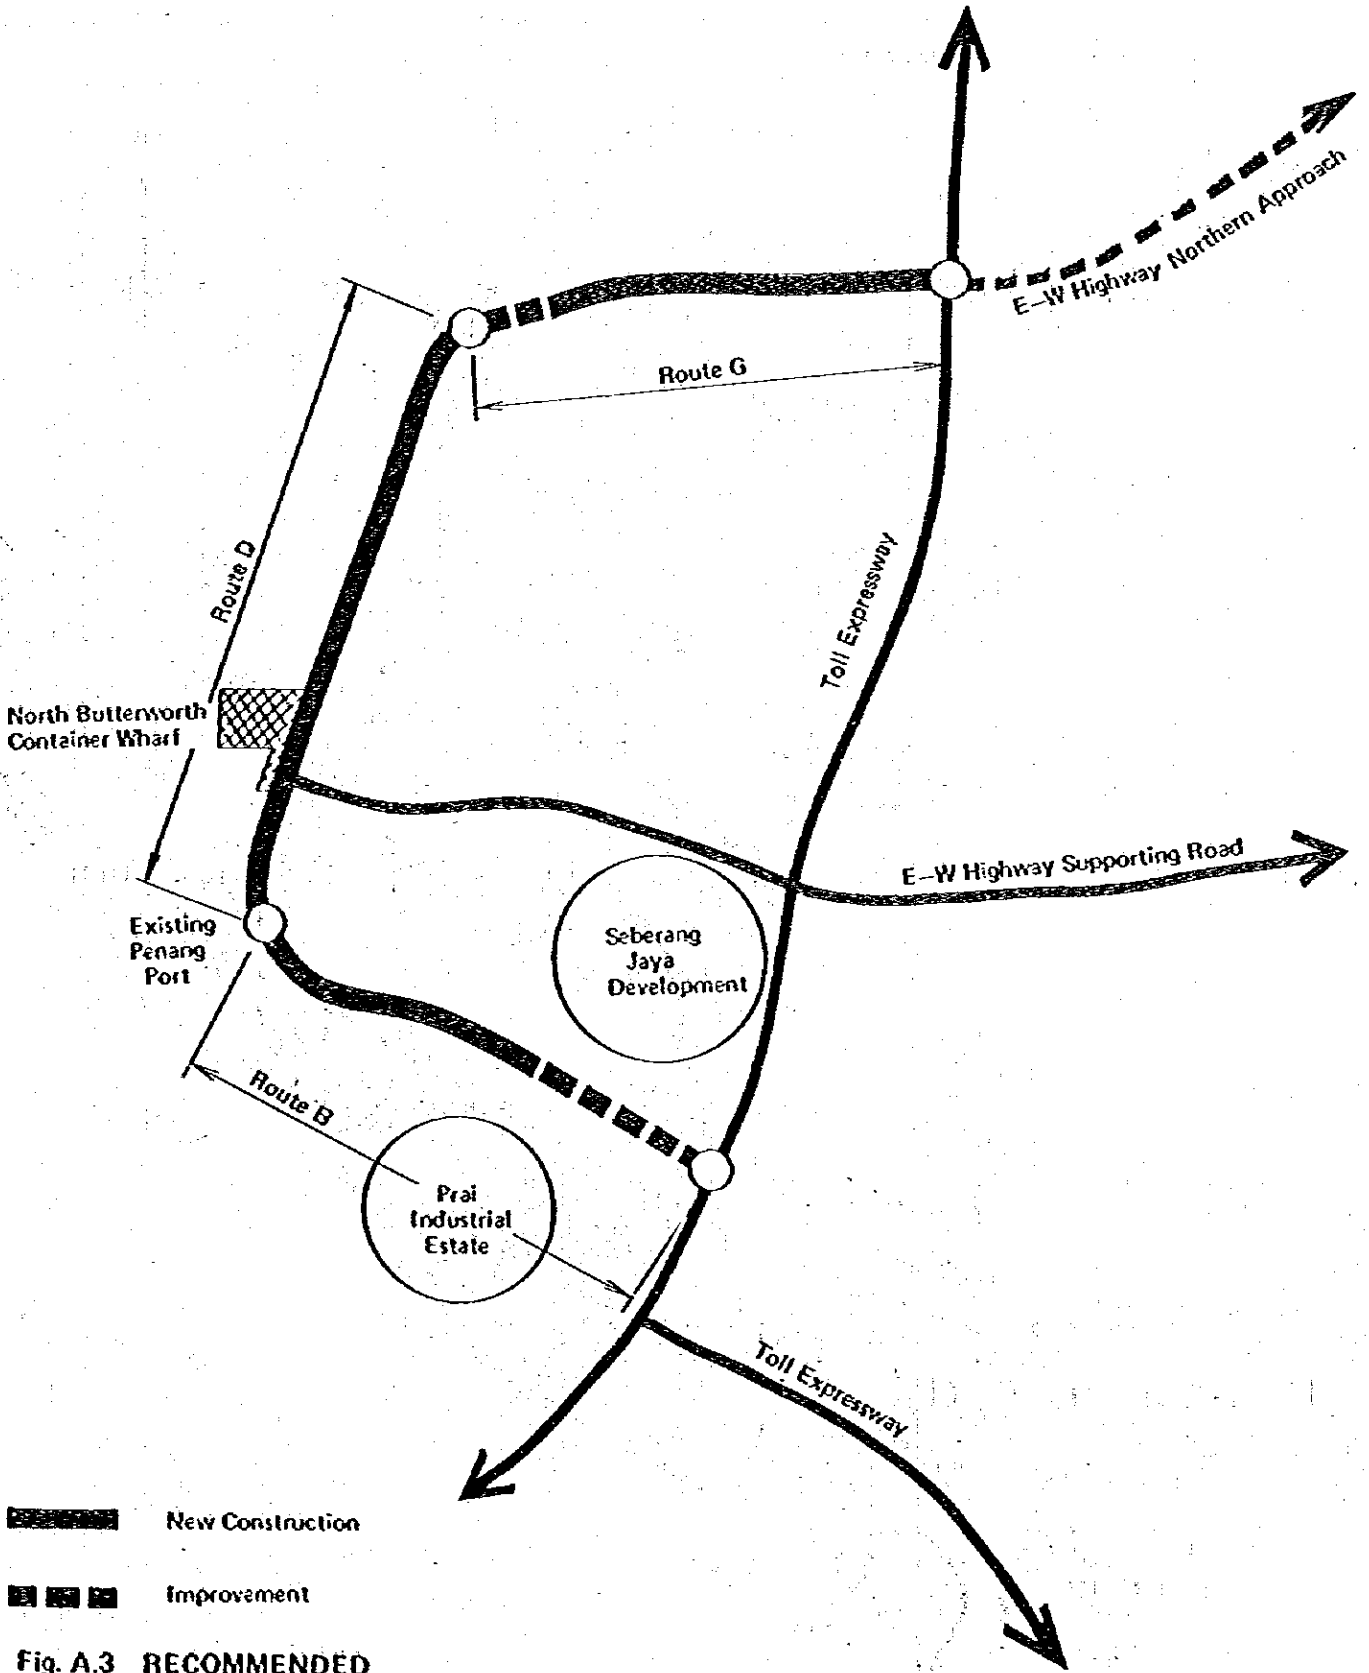 E–W Highway Northern Approach
Route G
Route D
Toll Expressway
North Butterworth
Container Wharf
E–W Highway Supporting Road
Existing
Penang
Port
Seberang
Jaya
Development
Route B
Prai
Industrial
Estate
Toll Expressway
New Construction
Improvement
Fig. A.3 RECOMMENDED